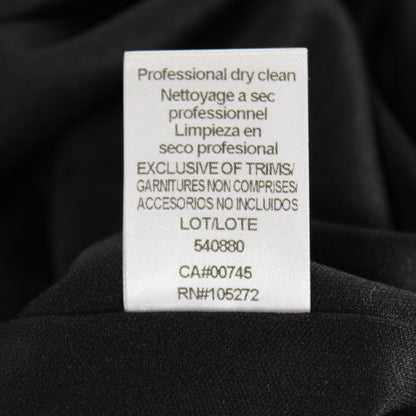 Professional dry clean
Nettoyage a sec
professionnel
Limpieza en
seco profesional
EXCLUSIVE OF TRIMS/
GARNITURES NON COMPRISES/
ACCESORIOS NO INCLUIDOS
LOT/LOTE
540880
CA#00745
RN#105272